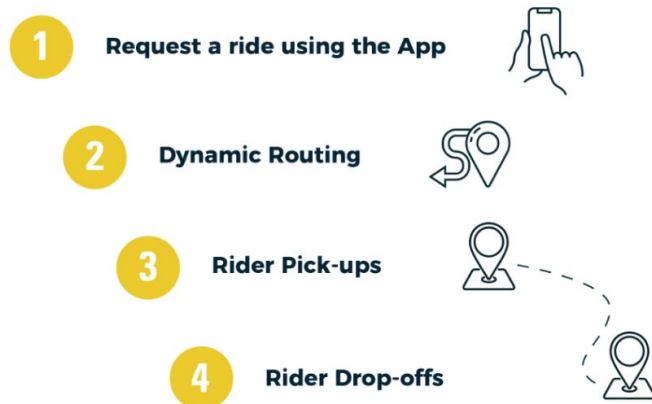 1 Request a ride using the App
2 Dynamic Routing
3 Rider Pick-ups
4 Rider Drop-offs